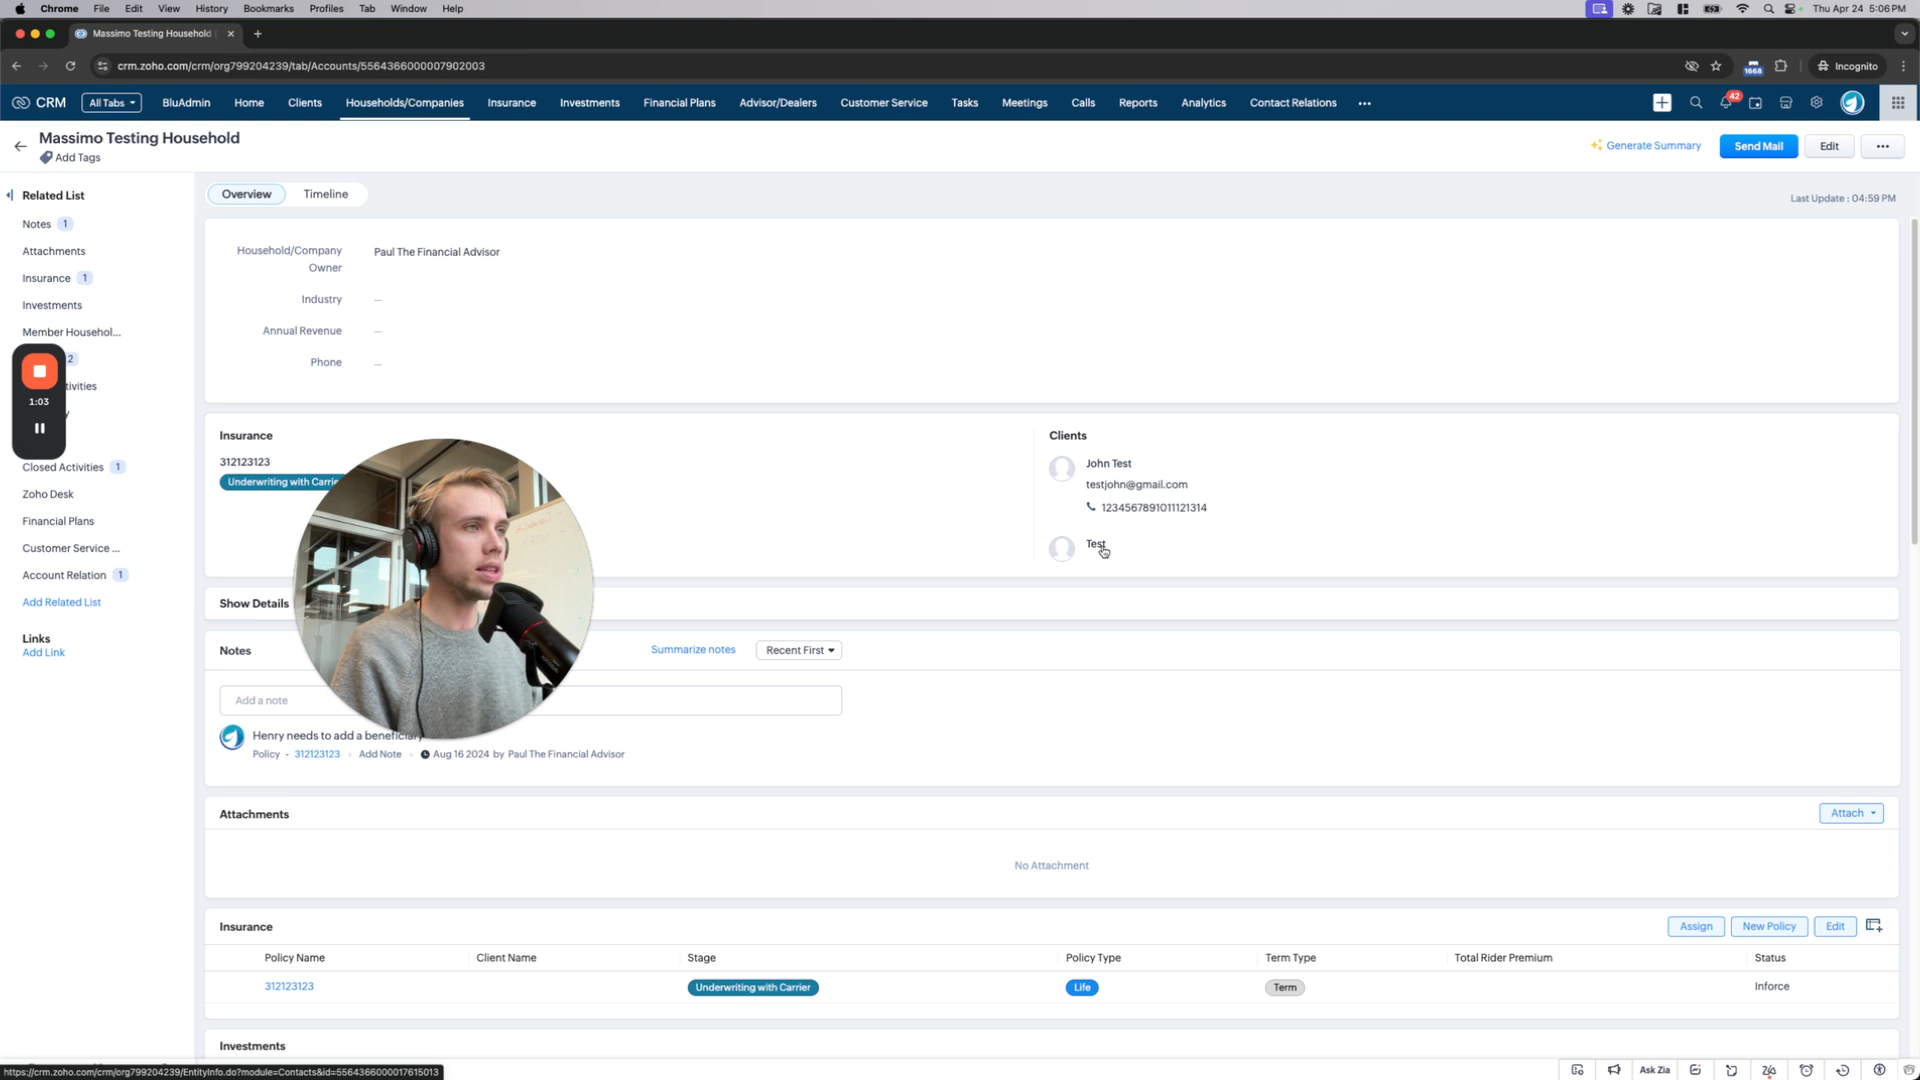 Chrome File Edit View History Bookmarks Profiles Tab Window Help Thu Apr 24 5:06 PM
Massimo Testing Household
crm.zoho.com/crm/org799204239/tab/Accounts/5564366000007902003 1668 Incognito
CRM All Tabs BluAdmin Home Clients Households/Companies Insurance Investments Financial Plans Advisor/Dealers Customer Service Tasks Meetings Calls Reports Analytics Contact Relations ••• 42
Massimo Testing Household
Add Tags
Generate Summary Send Mail Edit •••
Related List
Notes 1
Attachments
Insurance 1
Investments
Member Househol...
2
tivities
y
1:03
Closed Activities 1
Zoho Desk
Financial Plans
Customer Service ...
Account Relation 1
Add Related List
Links
Add Link
Overview Timeline
Last Update : 04:59 PM
Household/Company Owner Paul The Financial Advisor
Industry —
Annual Revenue —
Phone —
Insurance
312123123
Underwriting with Carrie
Clients
John Test
testjohn@gmail.com
1234567891011121314
Test
Show Details
Notes Summarize notes Recent First
Add a note
Henry needs to add a beneficiary
Policy - 312123123 • Add Note • Aug 16 2024 by Paul The Financial Advisor
Attachments Attach
No Attachment
Insurance Assign New Policy Edit
Policy Name Client Name Stage Policy Type Term Type Total Rider Premium Status
312123123 Underwriting with Carrier Life Term Inforce
Investments
https://crm.zoho.com/crm/org799204239/EntityInfo.do?module=Contacts&id=5564366000017615013
Ask Zia